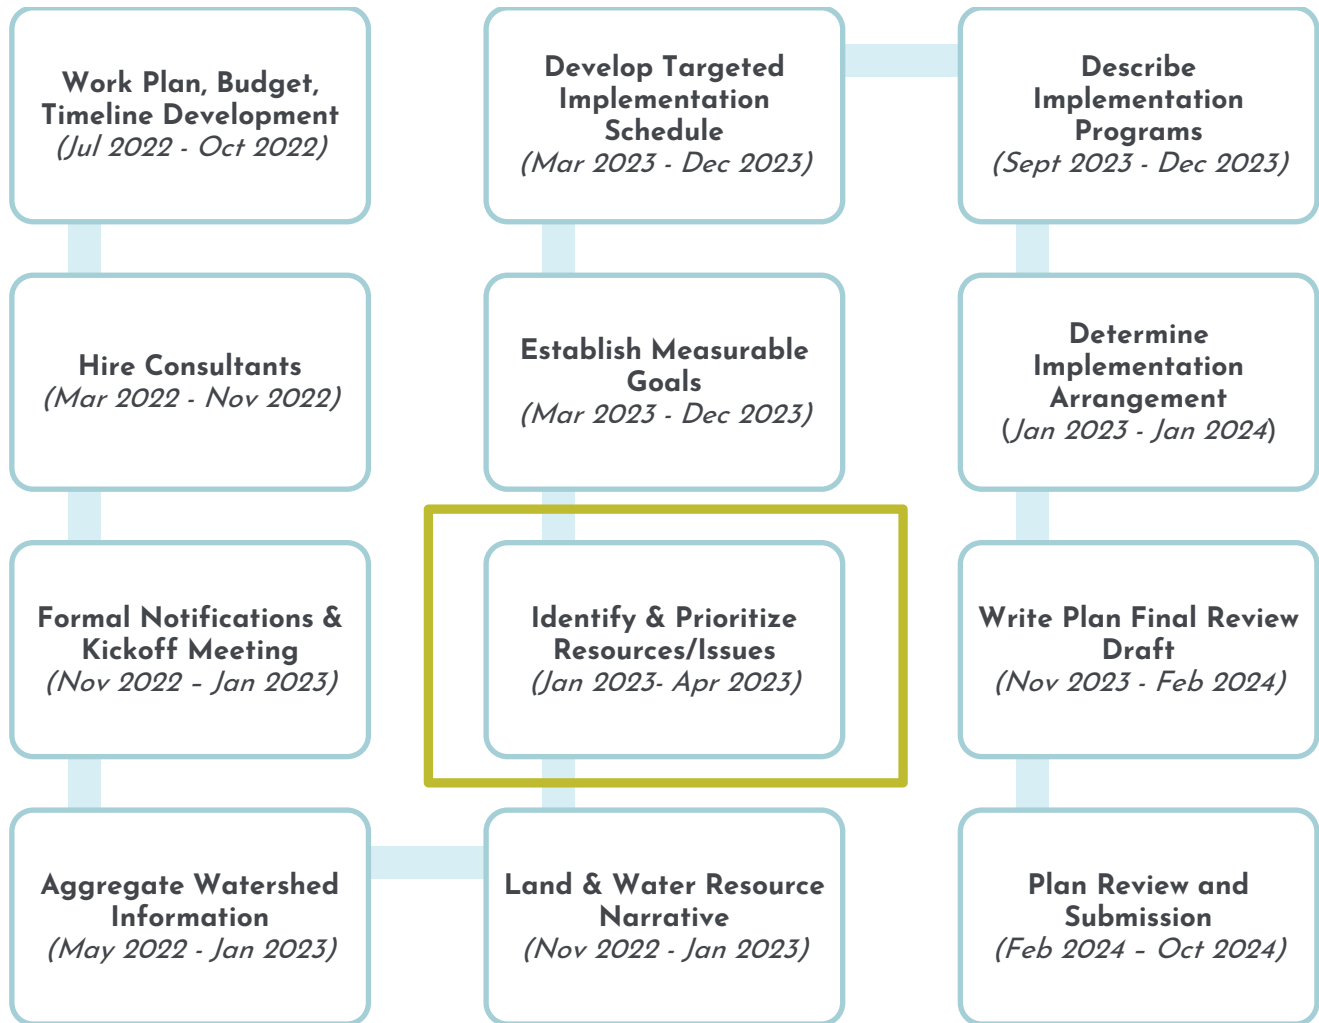 Work Plan, Budget,
Timeline Development
(Jul 2022 - Oct 2022)
Hire Consultants
(Mar 2022 - Nov 2022)
Formal Notifications &
Kickoff Meeting
(Nov 2022 – Jan 2023)
Aggregate Watershed
Information
(May 2022 - Jan 2023)
Land & Water Resource
Narrative
(Nov 2022 - Jan 2023)
Identify & Prioritize
Resources/Issues
(Jan 2023- Apr 2023)
Establish Measurable
Goals
(Mar 2023 - Dec 2023)
Develop Targeted
Implementation
Schedule
(Mar 2023 - Dec 2023)
Describe
Implementation
Programs
(Sept 2023 - Dec 2023)
Determine
Implementation
Arrangement
(Jan 2023 - Jan 2024)
Write Plan Final Review
Draft
(Nov 2023 - Feb 2024)
Plan Review and
Submission
(Feb 2024 – Oct 2024)